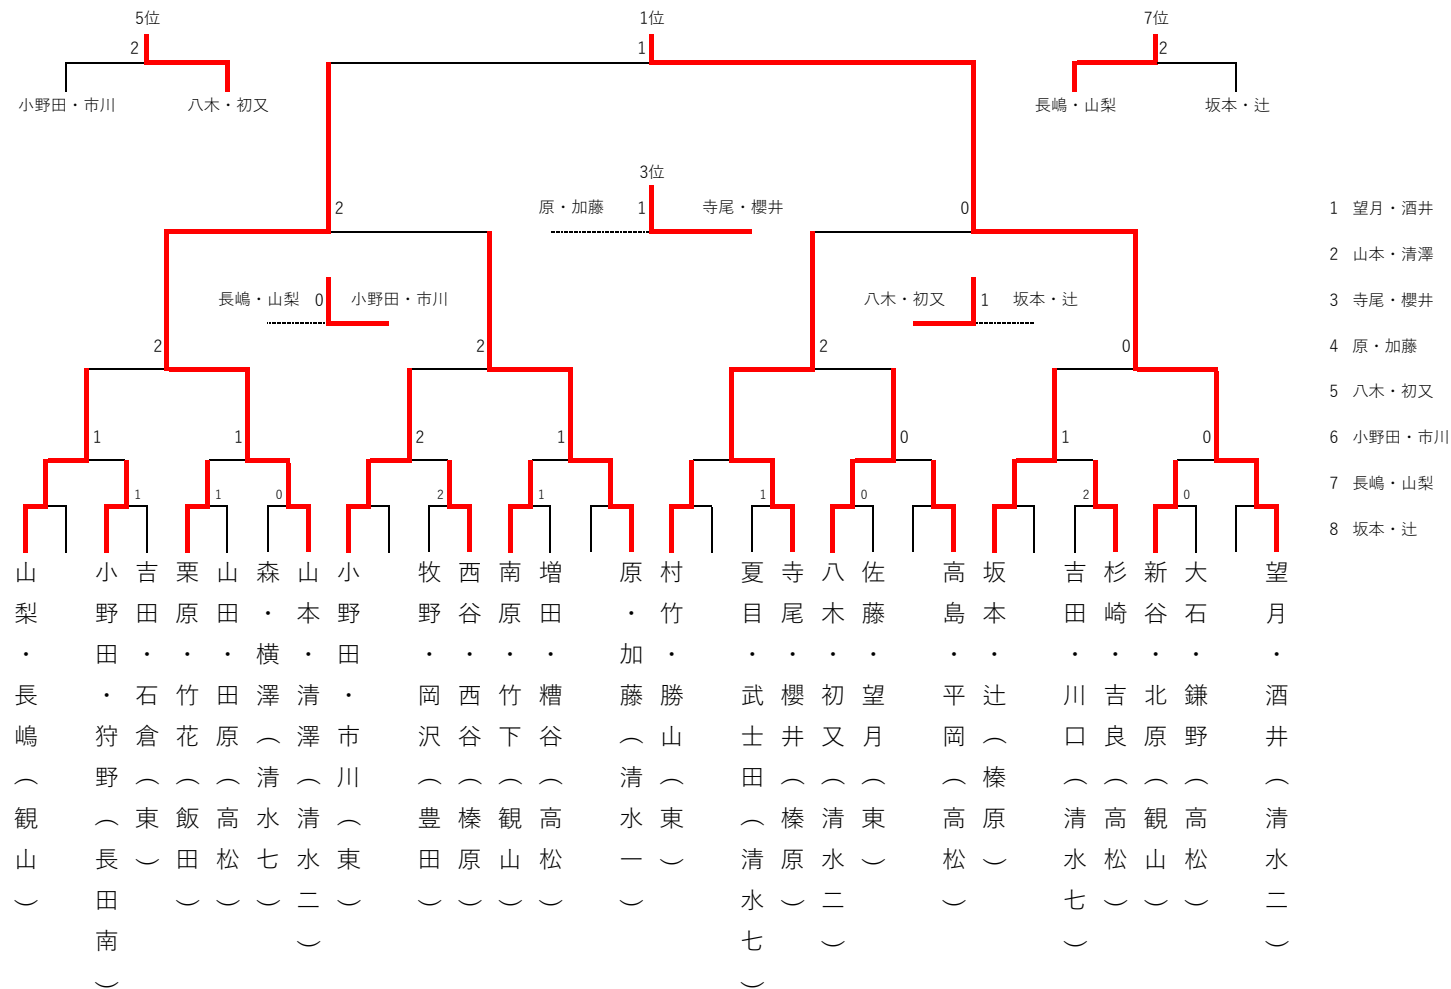 5位
1位
7位
2
1
2
小野田・市川
八木・初又
長嶋・山梨
坂本・辻
3位
2
原・加藤
1
寺尾・櫻井
0
1 望月・酒井
2 山本・清澤
3 寺尾・櫻井
4 原・加藤
5 八木・初又
6 小野田・市川
7 長嶋・山梨
8 坂本・辻
長嶋・山梨
0
小野田・市川
八木・初又
1
坂本・辻
2
2
2
0
1
1
2
1
0
1
0
1
1
0
2
1
1
0
2
0
山梨・長嶋(観山)
小野田・狩野(長田南)
吉田・石倉(東)
栗原・竹花(飯田)
山田・田原(高松)
森・横澤(清水七)
山本・清澤(清水二)
小野田・市川(東)
牧野・岡沢(豊田)
西谷・西谷(榛原)
南原・竹下(観山)
増田・糟谷(高松)
原・加藤(清水一)
村竹・勝山(東)
夏目・武士田(清水七)
寺尾・櫻井(榛原)
八木・初又(清水二)
佐藤・望月(東)
高島・平岡(高松)
坂本・辻(榛原)
吉田・川口(清水七)
杉崎・吉良(高松)
新谷・北原(観山)
大石・鎌野(高松)
望月・酒井(清水二)